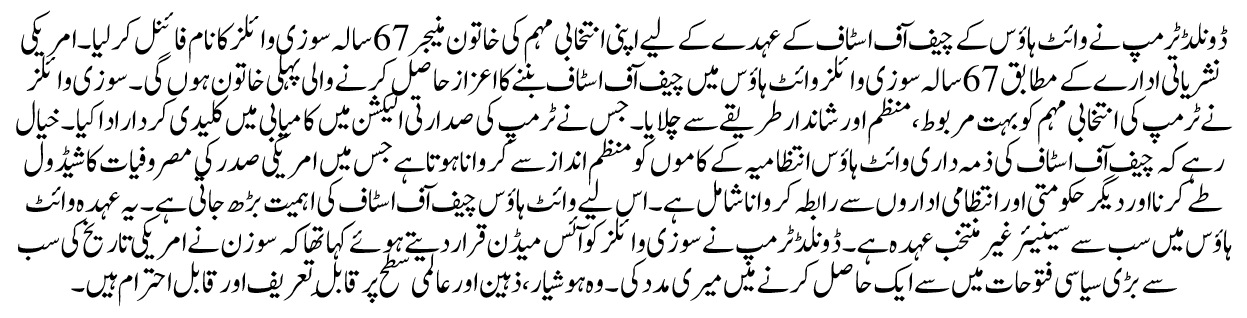 ڈونلڈ ٹرمپ نے وائٹ ہاؤس کے چیف آف اسٹاف کے عہدے کے لیے اپنی انتخابی مہم کی خاتون منیجر 67 سالہ سوزی وائلز کا نام فائنل کر لیا۔ امریکی
نشریاتی ادارے کے مطابق 67 سالہ سوزی وائلز وائٹ ہاؤس میں چیف آف اسٹاف بننے کا اعزاز حاصل کرنے والی پہلی خاتون ہوں گی۔ سوزی وائلز
نے ٹرمپ کی انتخابی مہم کو بہت مربوط، منظم اور شاندار طریقے سے چلایا۔ جس نے ٹرمپ کی صدارتی الیکشن میں کامیابی میں کلیدی کردار ادا کیا۔ خیال
رہے کہ چیف آف اسٹاف کی ذمہ داری وائٹ ہاؤس انتظامیہ کے کاموں کو منظم انداز سے کروانا ہوتا ہے جس میں امریکی صدر کی مصروفیات کا شیڈول
طے کرنا اور دیگر حکومتی اور انتظامی اداروں سے رابطہ کروانا شامل ہے۔ اس لیے وائٹ ہاؤس چیف آف اسٹاف کی اہمیت بڑھ جاتی ہے۔ یہ عہدہ وائٹ
ہاؤس میں سب سے سینیئر غیر منتخب عہدہ ہے۔ ڈونلڈ ٹرمپ نے سوزی وائلز کو آئس میڈن قرار دیتے ہوئے کہا تھا کہ سوزن نے امریکی تاریخ کی سب
سے بڑی سیاسی فتوحات میں سے ایک حاصل کرنے میں میری مدد کی۔ وہ ہوشیار، ذہین اور عالمی سطح پر قابلِ تعریف اور قابل احترام ہیں۔